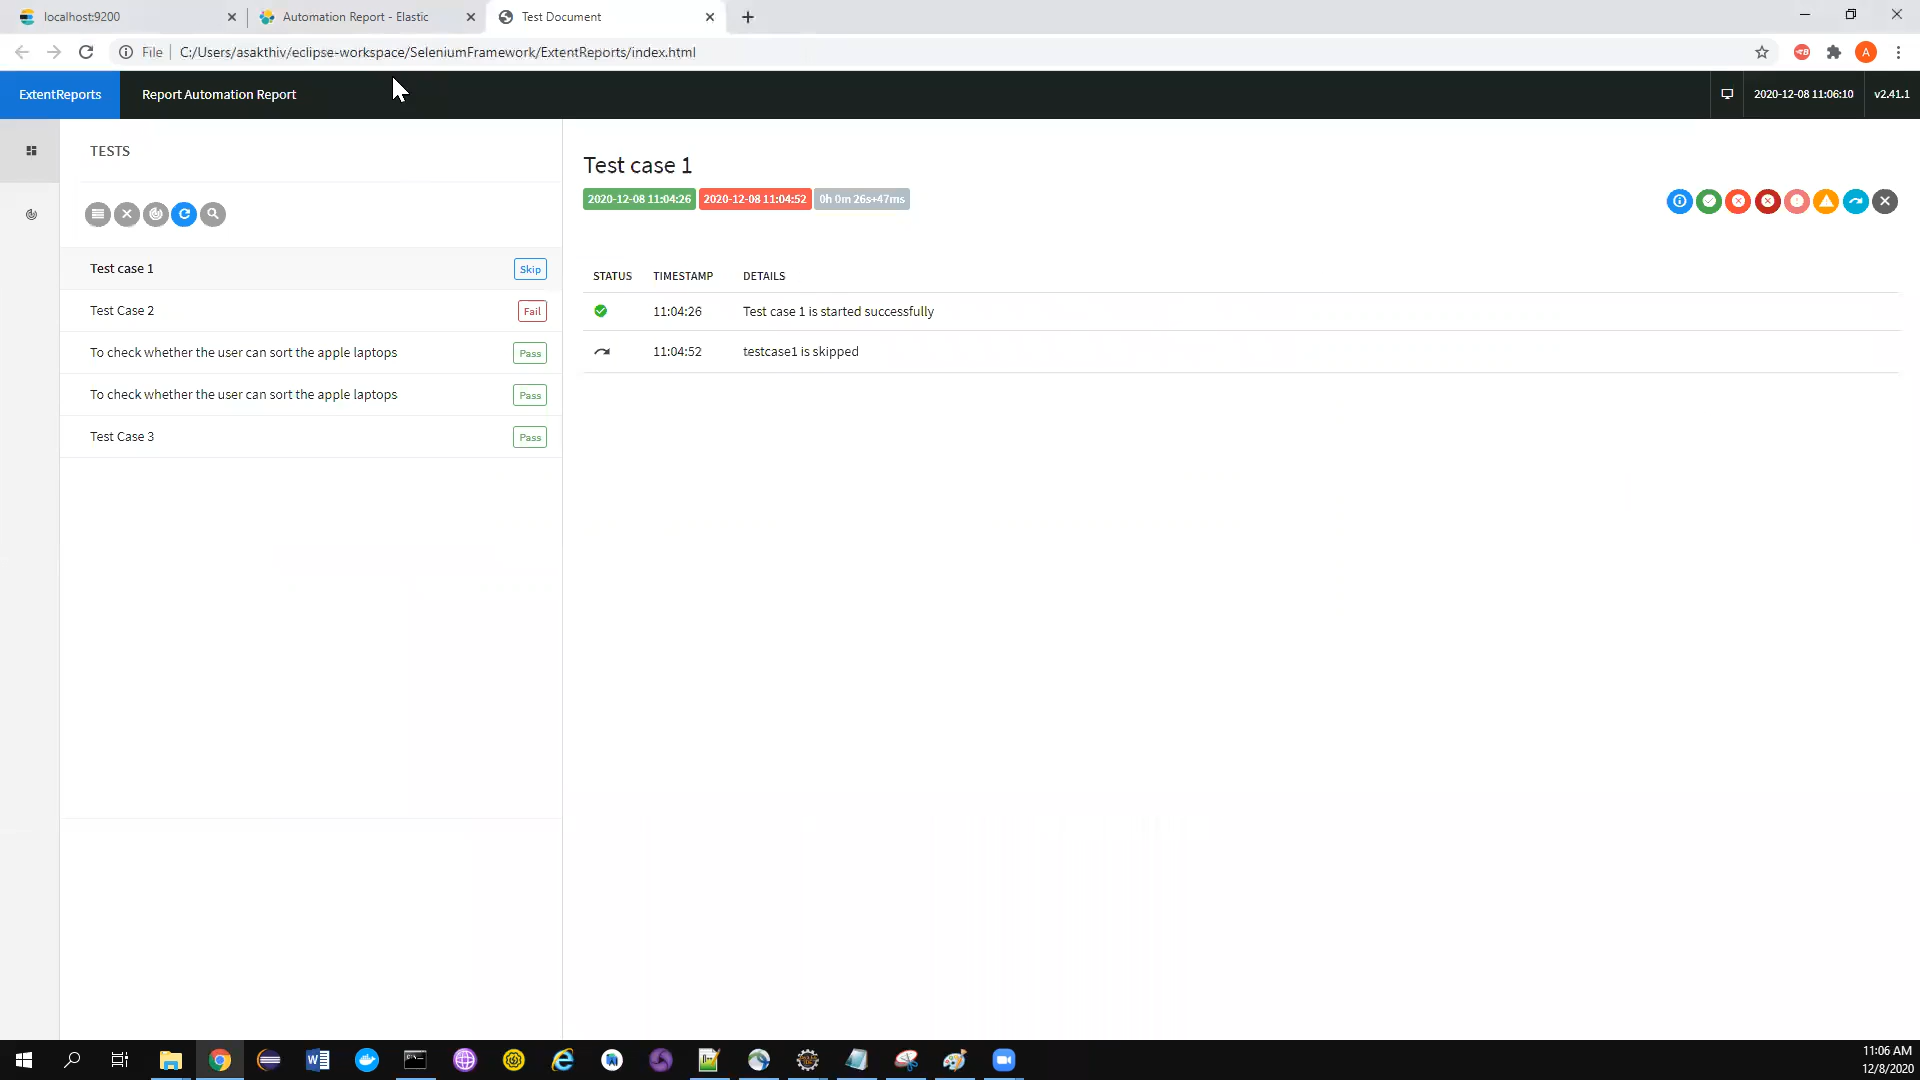 localhost:9200
Automation Report - Elastic
Test Document
File
C:/Users/asakthiv/eclipse-workspace/SeleniumFramework/ExtentReports/index.html
A
ExtentReports
Report Automation Report
2020-12-08 11:06:10
v2.41.1
TESTS
Test case 1
Skip
Test Case 2
Fail
To check whether the user can sort the apple laptops
Pass
To check whether the user can sort the apple laptops
Pass
Test Case 3
Pass
Test case 1
2020-12-08 11:04:26
2020-12-08 11:04:52
0h 0m 26s+47ms
STATUS TIMESTAMP DETAILS
11:04:26 Test case 1 is started successfully
11:04:52 testcase1 is skipped
11:06 AM
12/8/2020